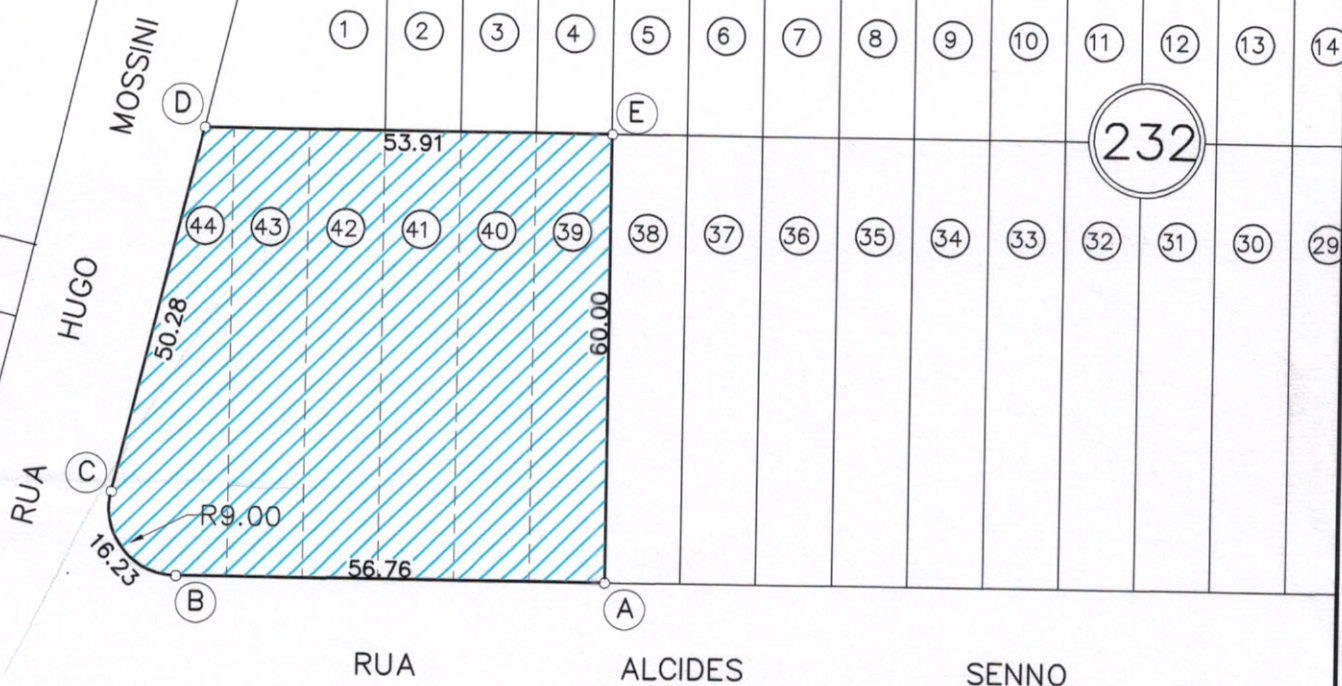 MOSSINI
1 2 3 4 5 6 7 8 9 10 11 12 13 14
D
E
53.91
232
44 43 42 41 40 39 38 37 36 35 34 33 32 31 30 29
HUGO
50.28
60.00
C
RUA
R9.00
16.23
56.76
B
A
RUA ALCIDES SENNO